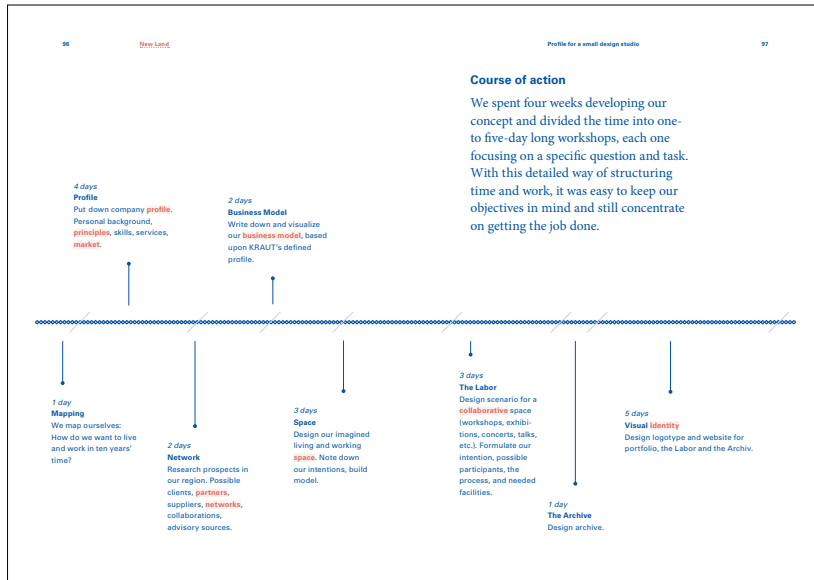 96
New Land
Profile for a small design studio
97
Course of action
We spent four weeks developing our
concept and divided the time into one-
to five-day long workshops, each one
focusing on a specific question and task.
With this detailed way of structuring
time and work, it was easy to keep our
objectives in mind and still concentrate
on getting the job done.
4 days
Profile
Put down company profile.
Personal background,
principles, skills, services,
market.
2 days
Business Model
Write down and visualize
our business model, based
upon KRAUT's defined
profile.
1 day
Mapping
We map ourselves:
How do we want to live
and work in ten years'
time?
2 days
Network
Research prospects in
our region. Possible
clients, partners,
suppliers, networks,
collaborations,
advisory sources.
3 days
Space
Design our imagined
living and working
space. Note down
our intentions, build
model.
3 days
The Labor
Design scenario for a
collaborative space
(workshops, exhibi-
tions, concerts, talks,
etc.). Formulate our
intention, possible
participants, the
process, and needed
facilities.
1 day
The Archive
Design archive.
5 days
Visual Identity
Design logotype and website for
portfolio, the Labor and the Archiv.